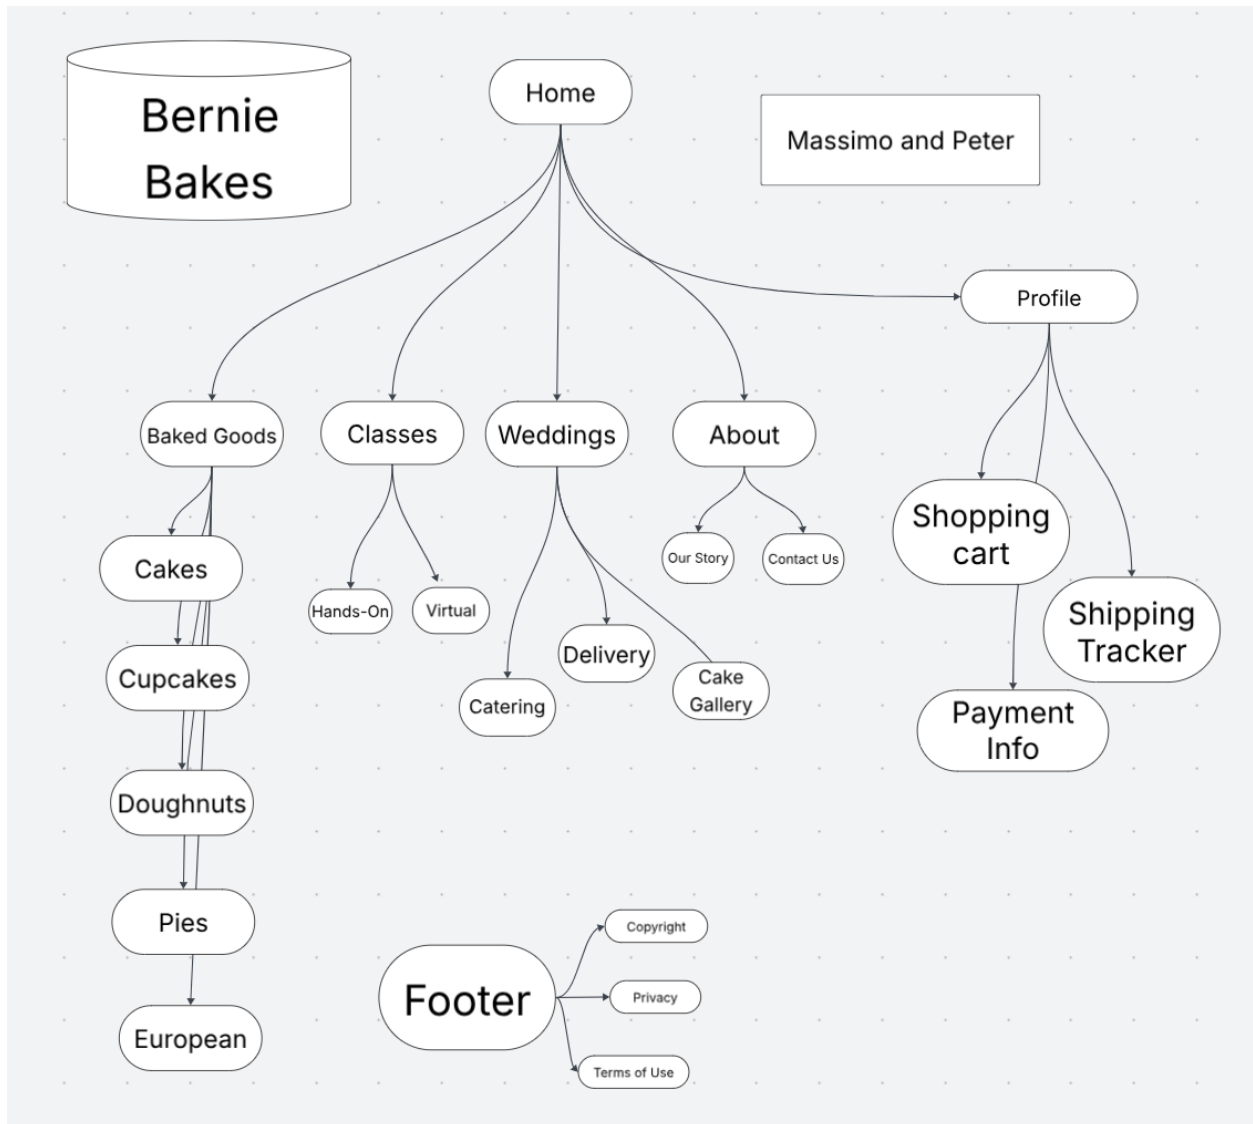 Bernie
Bakes
Home
Massimo and Peter
Profile
Baked Goods
Classes
Weddings
About
Shopping
cart
Our Story
Contact Us
Cakes
Hands-On
Virtual
Shipping
Tracker
Delivery
Cupcakes
Cake
Gallery
Catering
Payment
Info
Doughnuts
Pies
Copyright
Footer
Privacy
European
Terms of Use